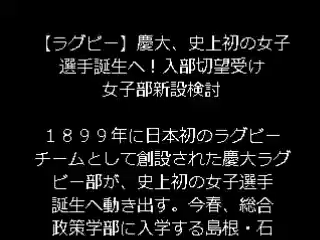 【ラグビー】慶大、史上初の女子
選手誕生へ！入部切望受け
女子部新設検討
１８９９年に日本初のラグビー
チームとして創設された慶大ラグ
ビー部が、史上初の女子選手
誕生へ動き出す。今春、総合
政策学部に入学する島根・石